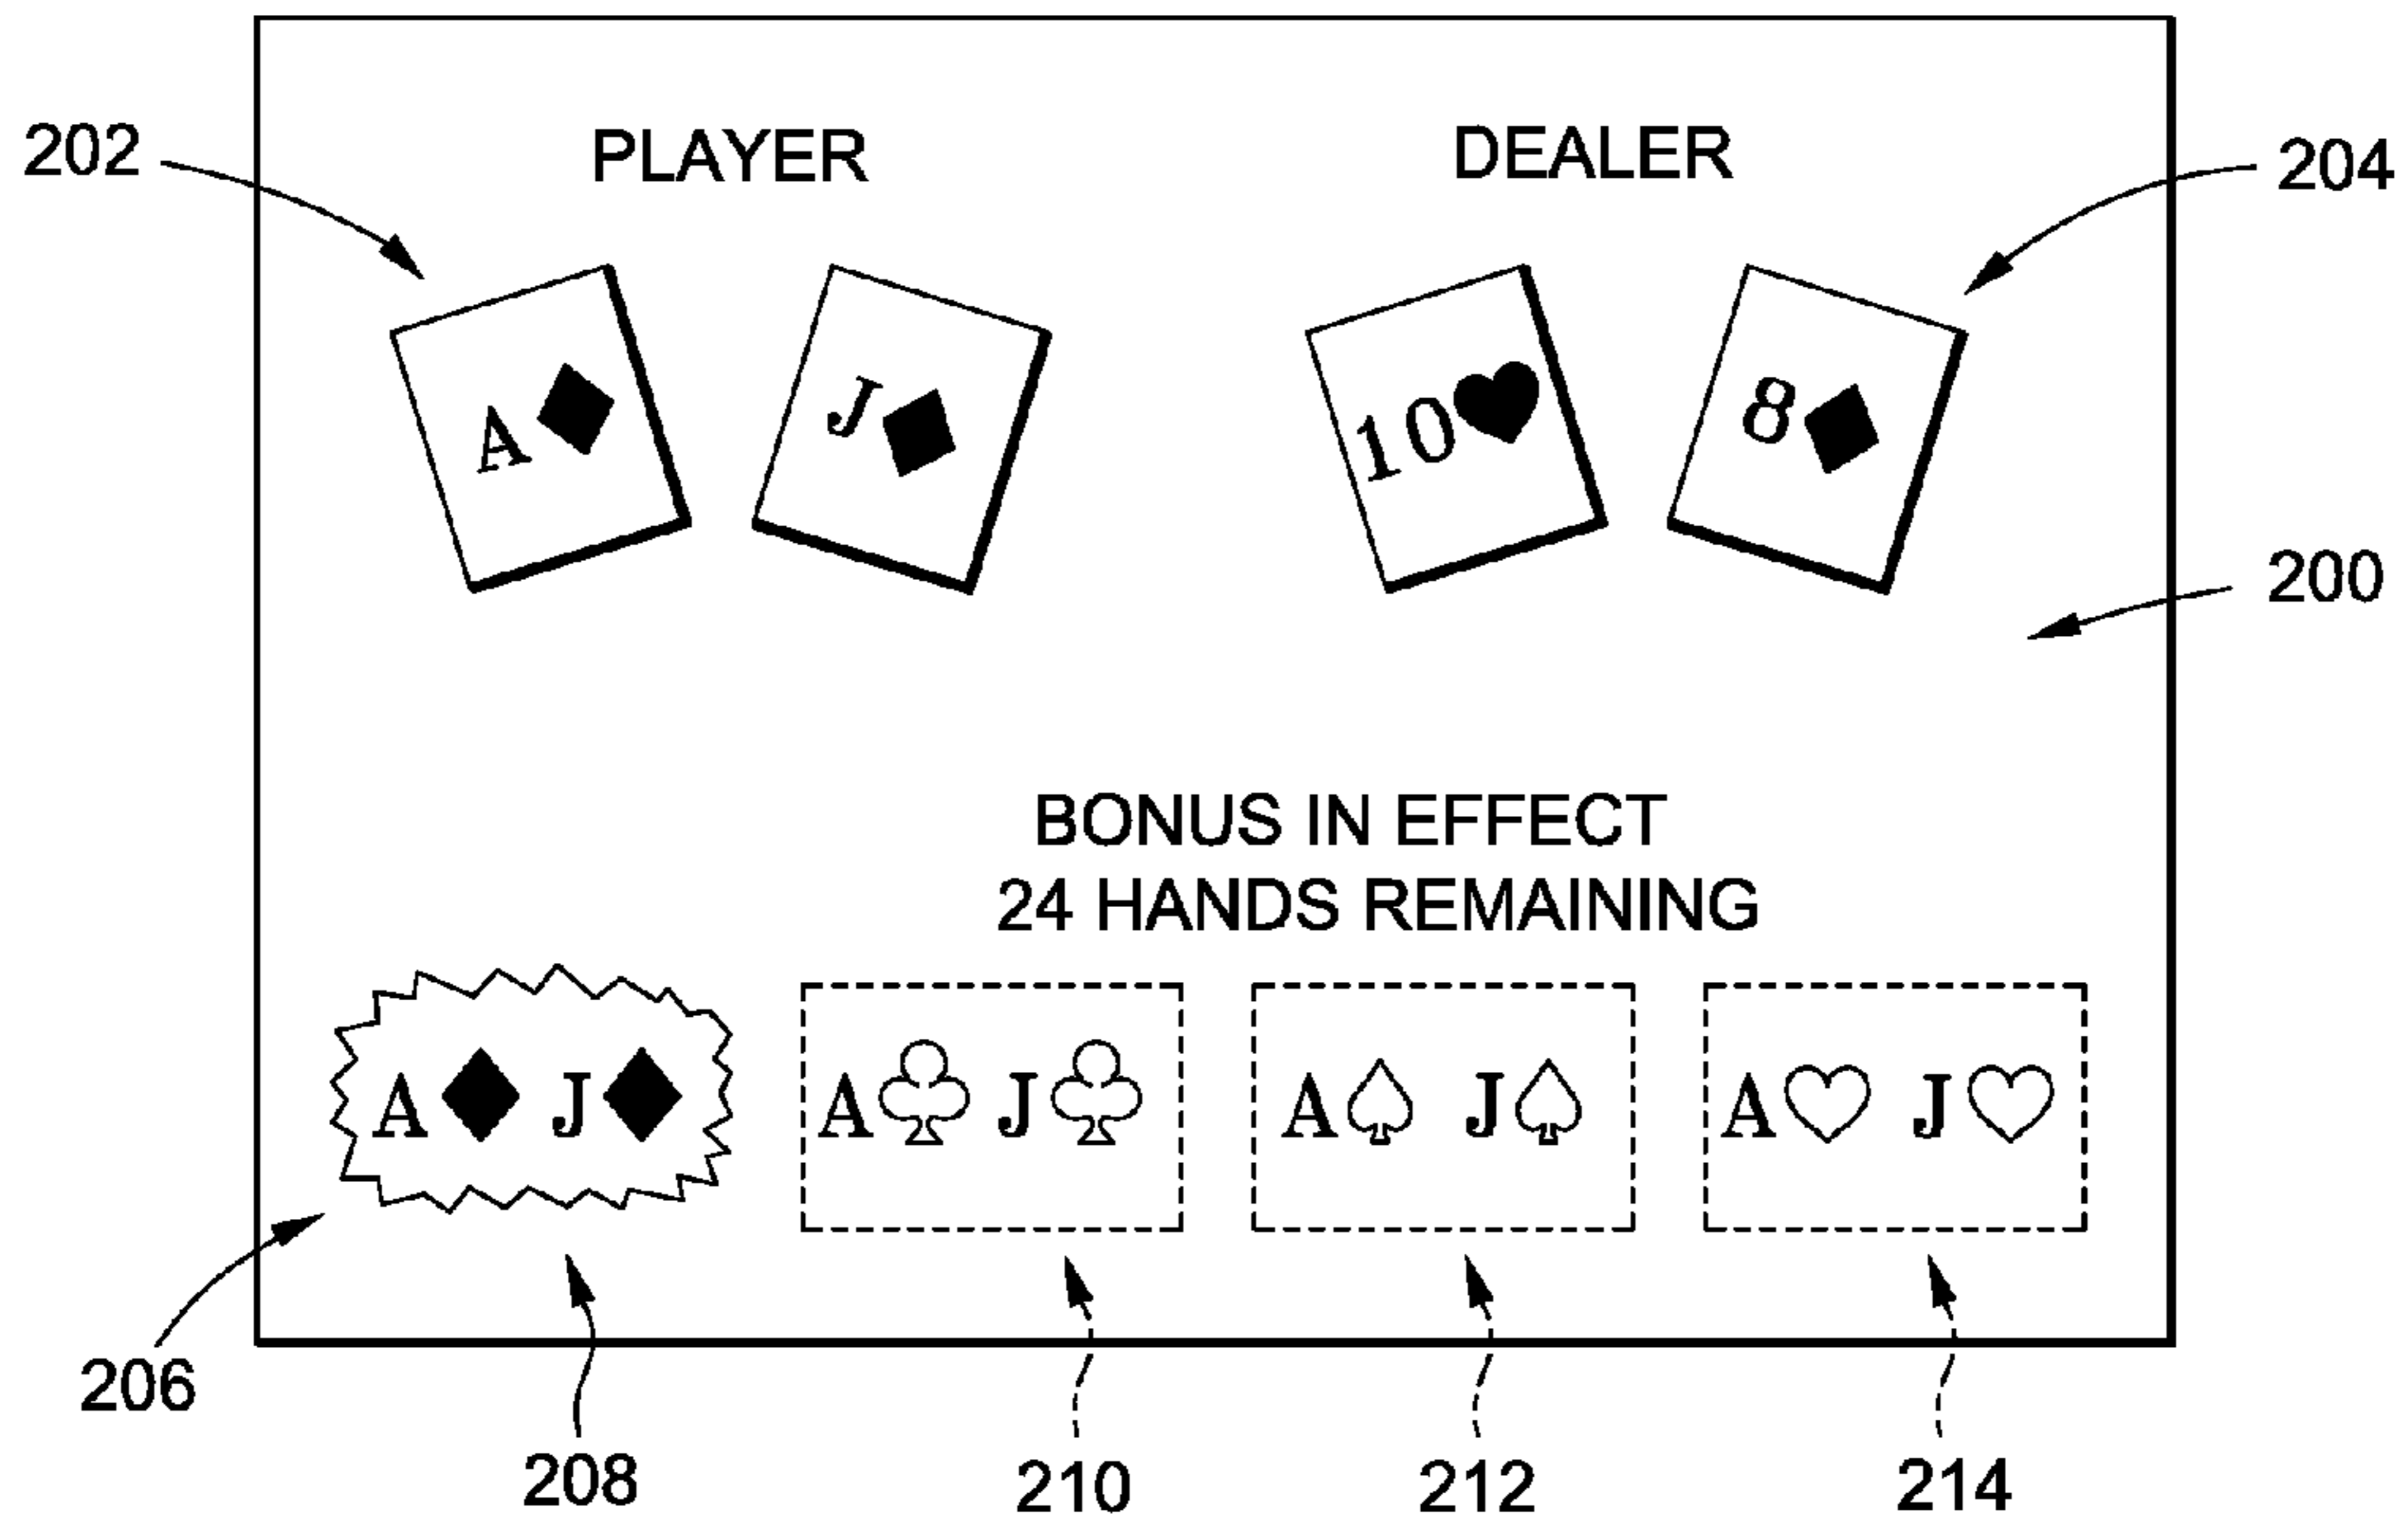 PLAYER DEALER
202
204
A♦ J♦ 10♥ 8♦
200
BONUS IN EFFECT
24 HANDS REMAINING
A♦ J♦ A♧ J♧ A♤ J♤ A♡ J♡
206
208 210 212 214